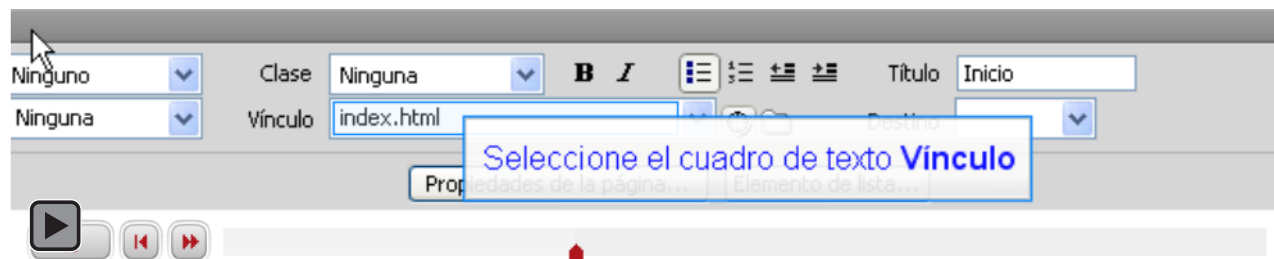 Ninguno Clase Ninguna B I Título Inicio
Ninguna Vínculo index.html Destino
Seleccione el cuadro de texto Vínculo
Propiedades de la página... Elemento de lista...